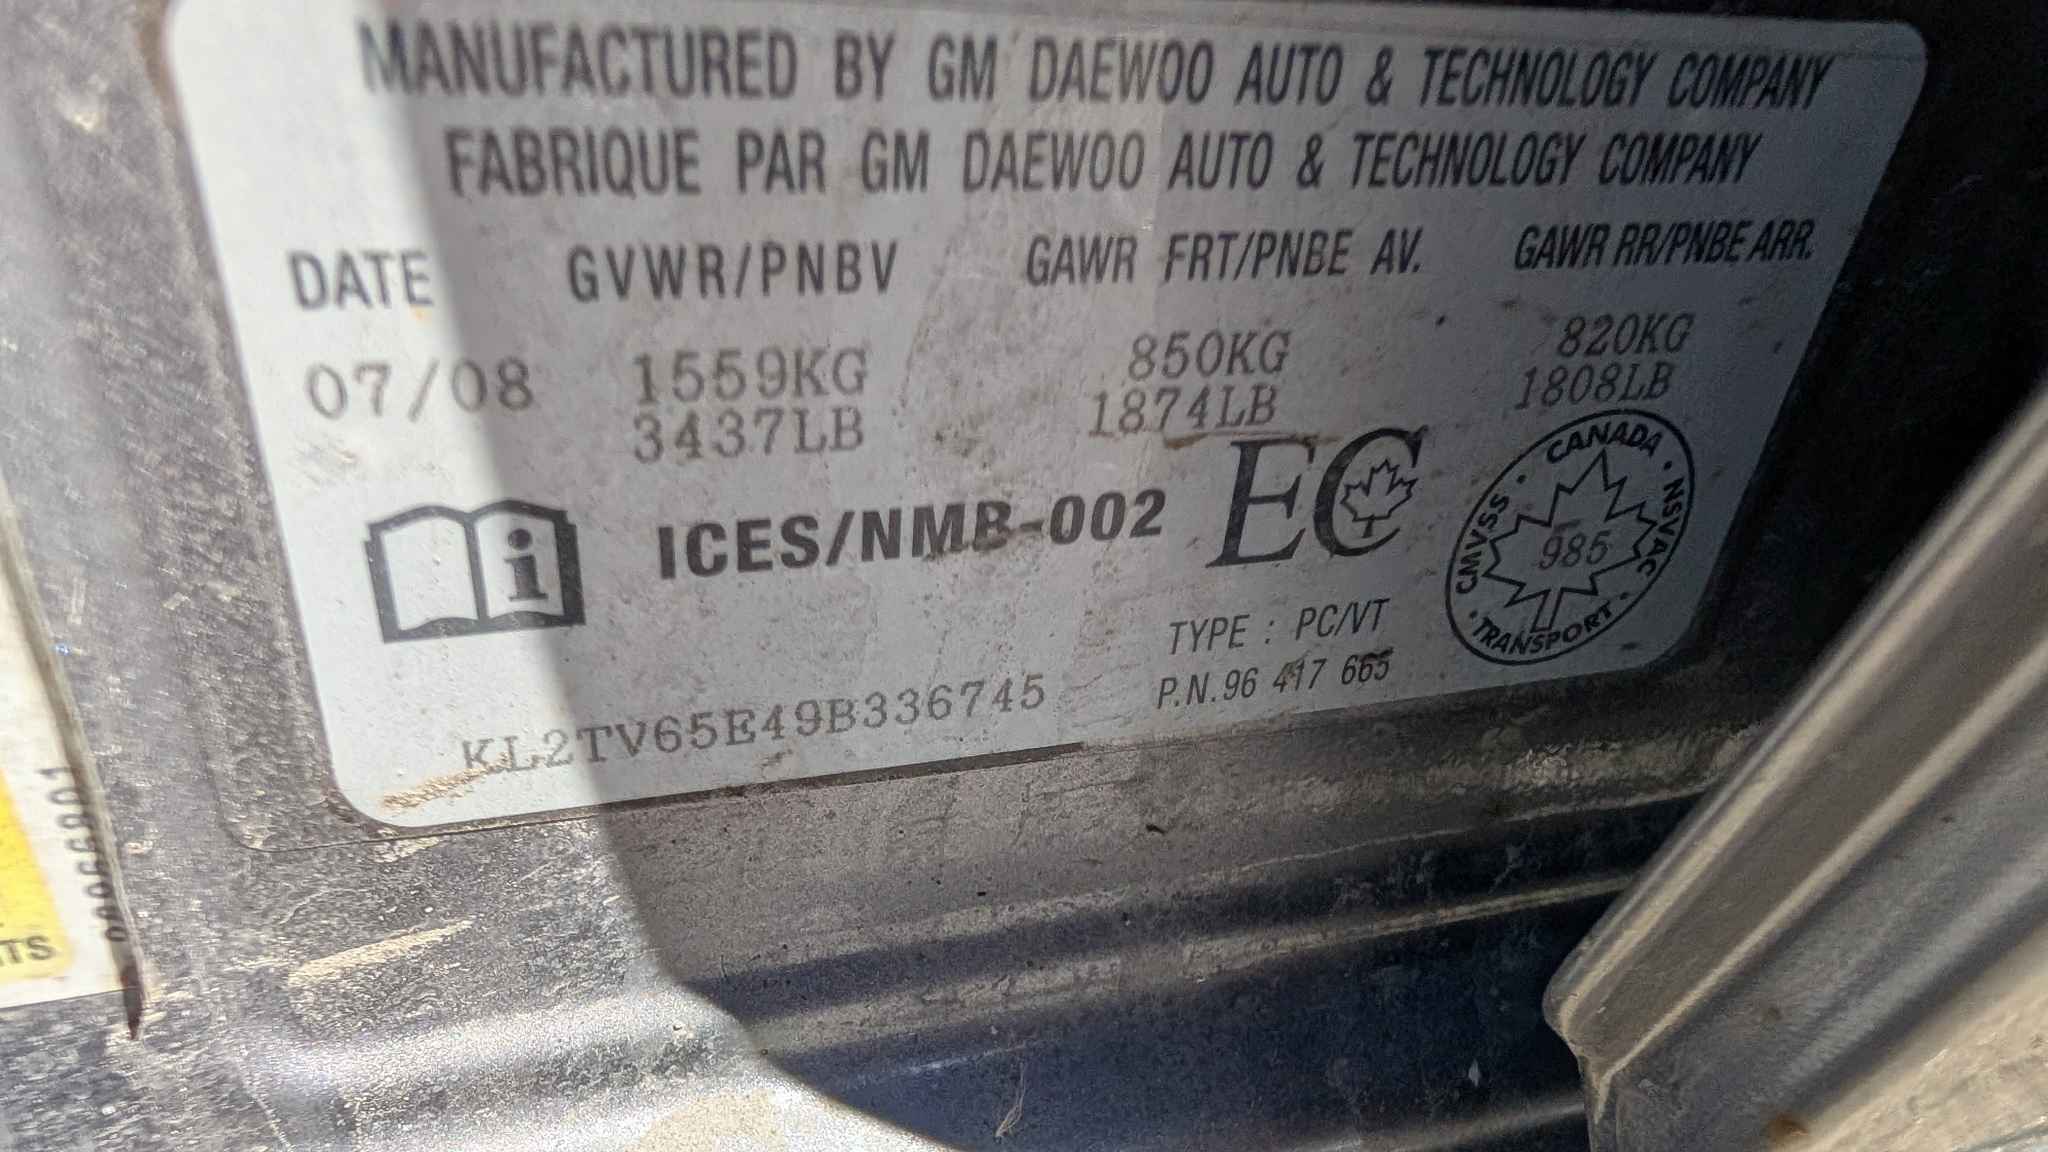 MANUFACTURED BY GM DAEWOO AUTO & TECHNOLOGY COMPANY
FABRIQUE PAR GM DAEWOO AUTO & TECHNOLOGY COMPANY
DATE GVWR/PNBV GAWR FRT/PNBE AV. GAWR RR/PNBE ARR.
07/08 1559KG 850KG 820KG
3437LB 1874LB 1808LB
i ICES/NMB-002 EC
CANADA
CMVSS · NSVAC
985
TRANSPORT
TYPE : PC/VT
P.N.96 417 665
KL2TV65E49B336745
TS